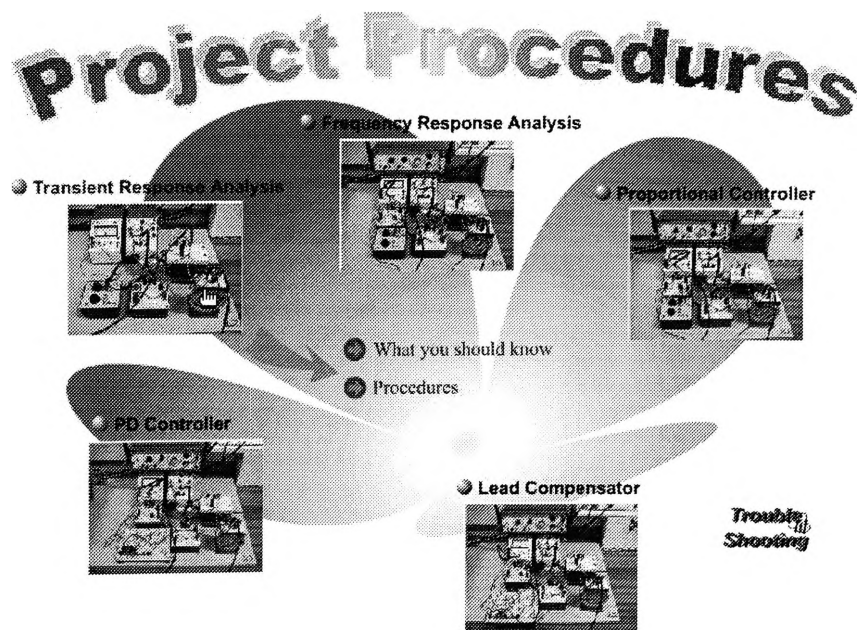 Project Procedures
Frequency Response Analysis
Transient Response Analysis
Proportional Controller
What you should know
Procedures
PD Controller
Lead Compensator
Trouble
Shooting